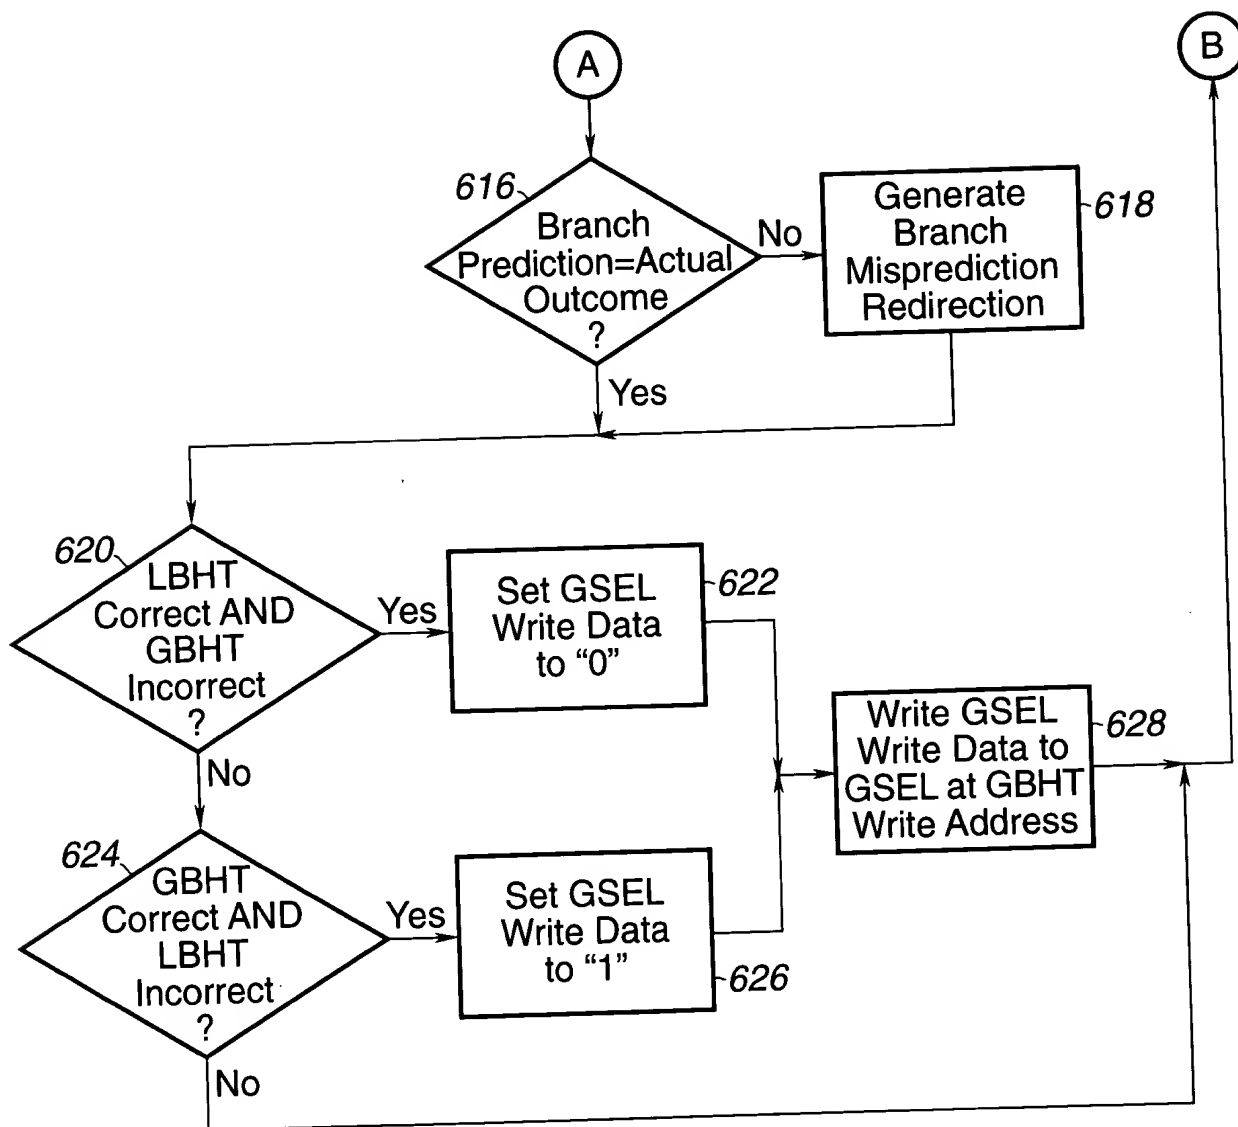 A
B
616
Branch
Prediction=Actual
Outcome
?
No
Generate
Branch
Misprediction
Redirection
618
Yes
620
LBHT
Correct AND
GBHT
Incorrect
?
Yes
Set GSEL
Write Data
to “0”
622
No
Write GSEL
Write Data to
GSEL at GBHT
Write Address
628
624
GBHT
Correct AND
LBHT
Incorrect
?
Yes
Set GSEL
Write Data
to “1”
626
No